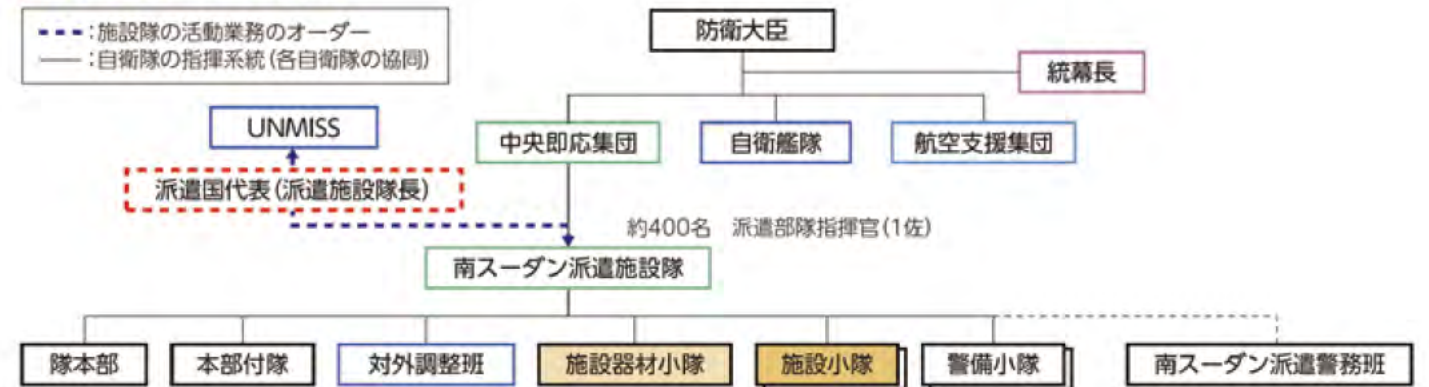 :施設隊の活動業務のオーダー
:自衛隊の指揮系統(各自衛隊の協同)
防衛大臣
統幕長
UNMISS
中央即応集団
自衛艦隊
航空支援集団
派遣国代表(派遣施設隊長)
約400名 派遣部隊指揮官(1佐)
南スーダン派遣施設隊
隊本部
本部付隊
対外調整班
施設器材小隊
施設小隊
警備小隊
南スーダン派遣警務班